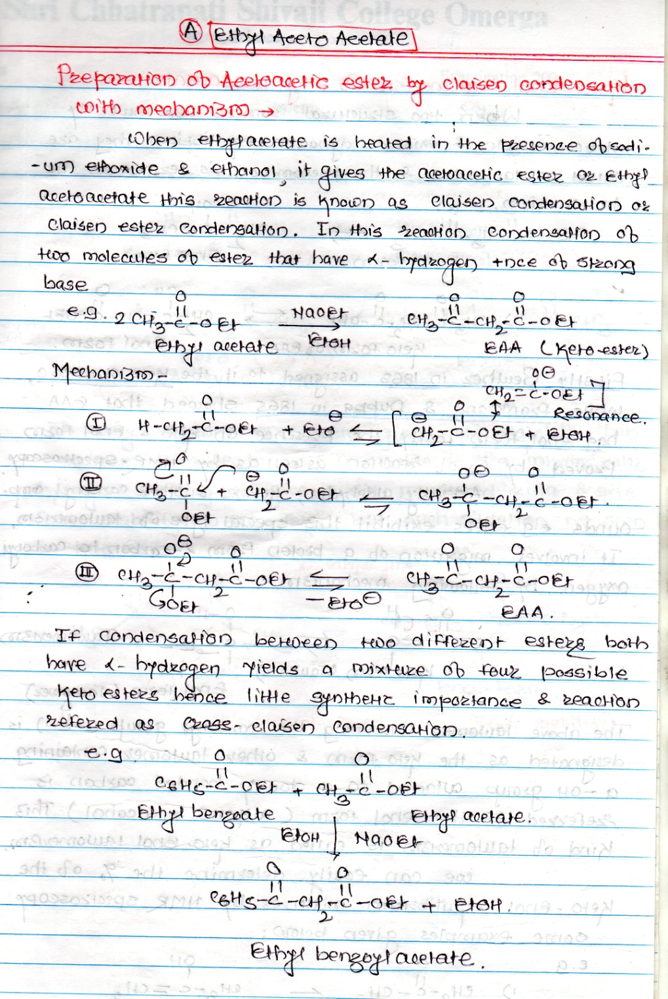 Shri Chhatrapati Shivaji College Omerga
(A) Ethyl Aceto Acetate
Preparation of Acetoacetic ester by claisen condensation
with mechanism →
When ethyl acetate is heated in the presence of sodi-
-um ethoxide & ethanol, it gives the acetoacetic ester or Ethyl
acetoacetate this reaction is known as claisen condensation or
Claisen ester condensation. In this reaction condensation of
two molecules of ester that have α- hydrogen +nce of strong
base
O O O
e.g. 2 CH3-C-OEt NaOEt CH3-C-CH2-C-OEt
Ethyl acetate EtOH EAA (Keto-ester)
Mechanism- O⊖
CH2=C-OEt]
O O ↕ Resonance.
(I) H-CH2-C-OEt + EtO⊖ ⇌ [⊖CH2-C-OEt + EtOH.
O O O⊖ O
(II) CH3-C + ⊖CH2-C-OEt ⇌ CH3-C-CH2-C-OEt.
OEt OEt
O⊖ O O O
(III) CH3-C-CH2-C-OEt ⇌ CH3-C-CH2-C-OEt
OEt -EtO⊖ EAA.
If condensation between two different esters both
have α- hydrogen yields a mixture of four possible
Keto esters hence little synthetic importance & reaction
refered as cross-claisen condensation.
e.g. O O
C6H5-C-OEt + CH3-C-OEt
Ethyl benzoate Ethyl acetate.
EtOH ↓ NaOEt
O O
C6H5-C-CH2-C-OEt + EtOH.
Ethyl benzoyl acetate.